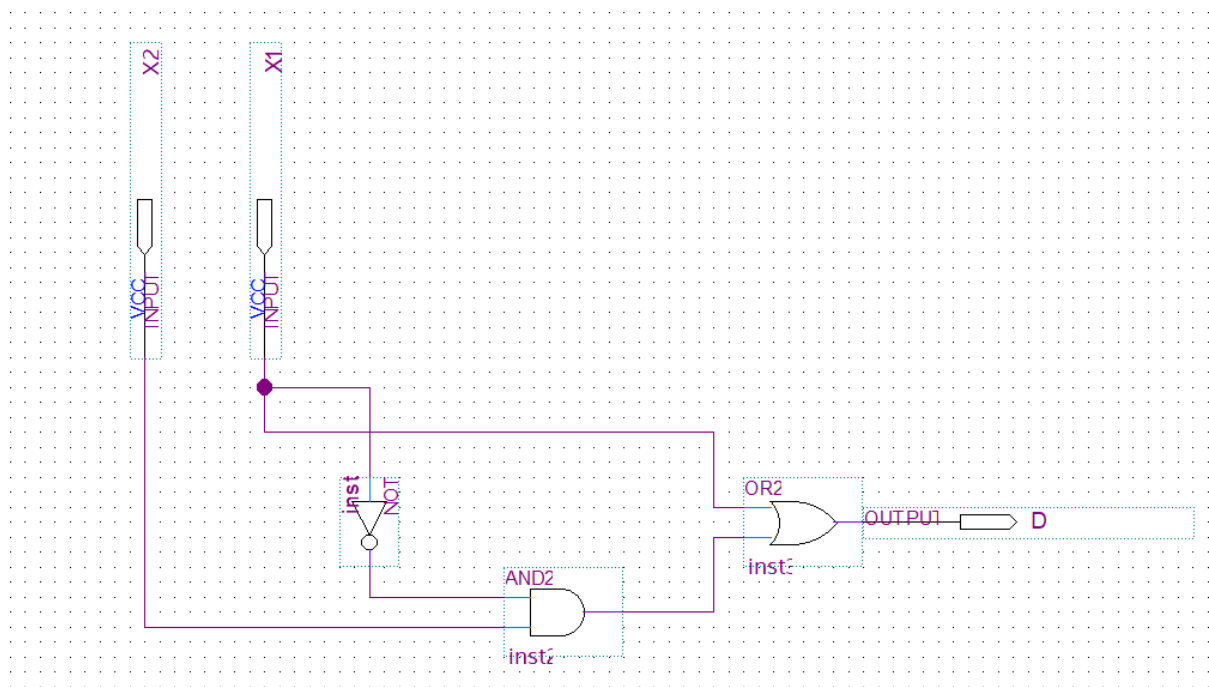 X2
X1
VCC
INPUT
VCC
INPUT
inst
NOT
OR2
OUTPUT
D
AND2